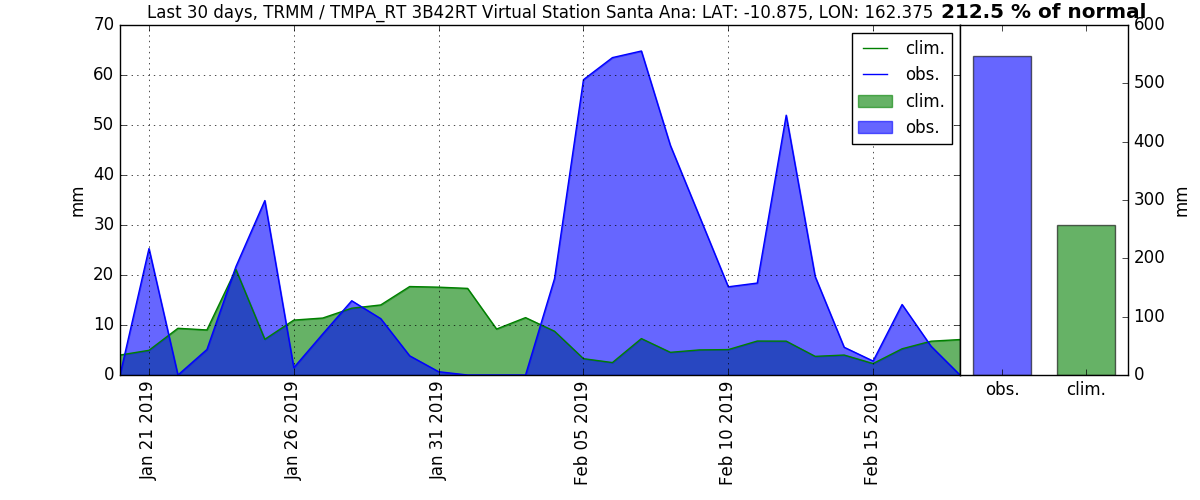 Last 30 days, TRMM / TMPA_RT 3B42RT Virtual Station Santa Ana: LAT: -10.875, LON: 162.375 212.5 % of normal
70
60
50
40
30
20
10
0
mm
clim.
obs.
clim.
obs.
600
500
400
300
200
100
0
mm
obs. clim.
Jan 21 2019
Jan 26 2019
Jan 31 2019
Feb 05 2019
Feb 10 2019
Feb 15 2019